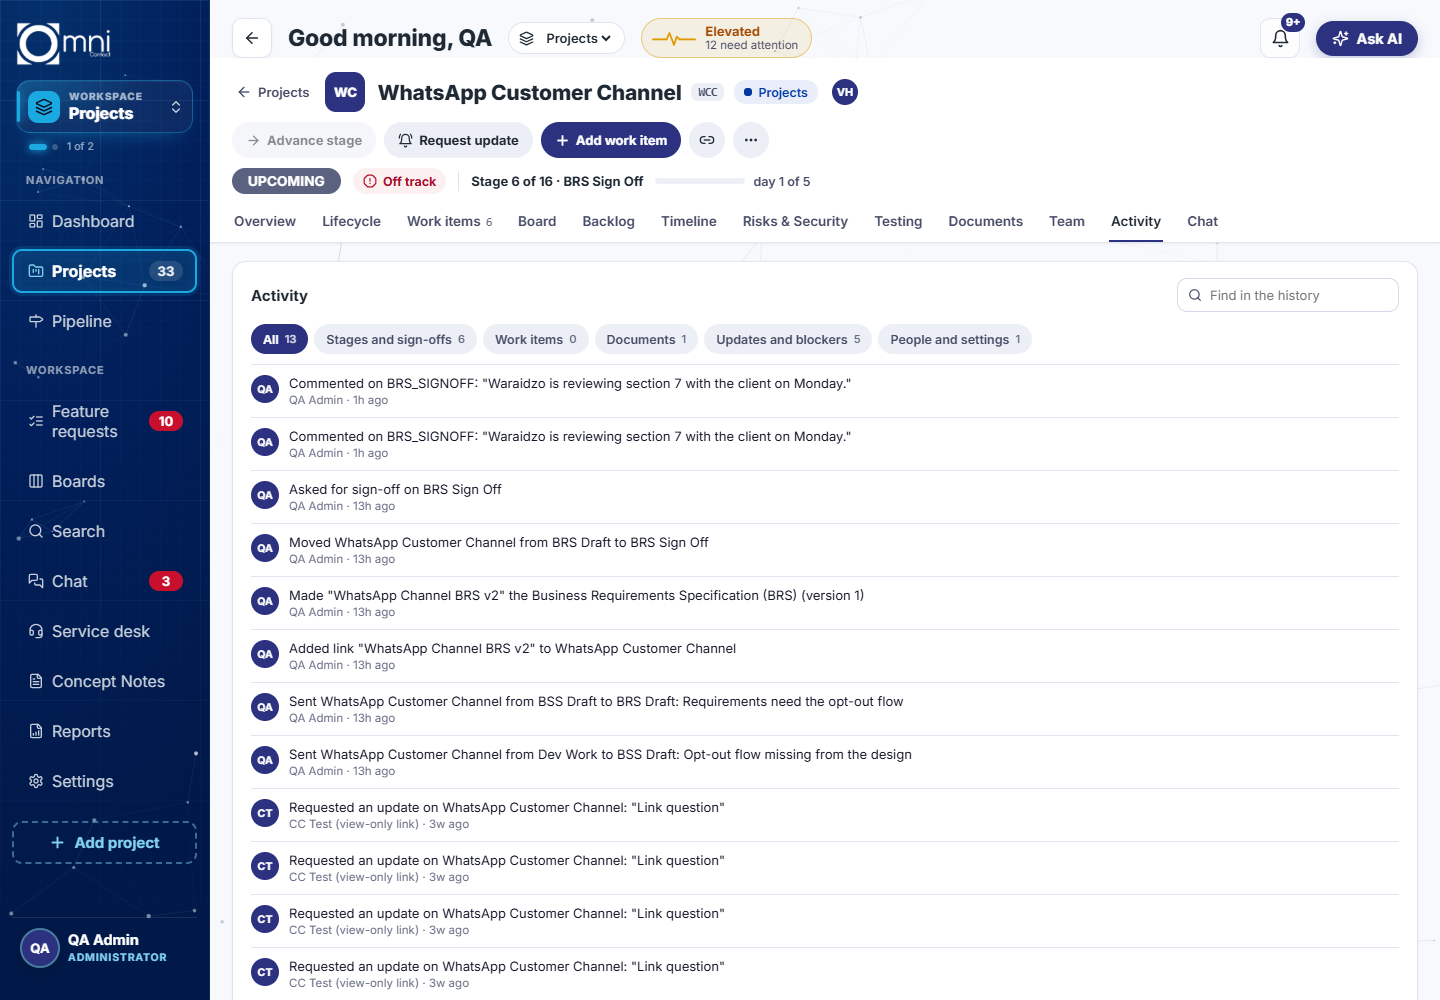 Omni
Contact
WORKSPACE
Projects
1 of 2
NAVIGATION
Dashboard
Projects 33
Pipeline
WORKSPACE
Feature requests 10
Boards
Search
Chat 3
Service desk
Concept Notes
Reports
Settings
+ Add project
QA QA Admin
ADMINISTRATOR
Good morning, QA
Projects
Elevated
12 need attention
9+
Ask AI
Projects
WC WhatsApp Customer Channel WCC Projects VH
Advance stage Request update + Add work item
UPCOMING Off track Stage 6 of 16 · BRS Sign Off day 1 of 5
Overview Lifecycle Work items 6 Board Backlog Timeline Risks & Security Testing Documents Team Activity Chat
Activity
Find in the history
All 13 Stages and sign-offs 6 Work items 0 Documents 1 Updates and blockers 5 People and settings 1
QA Commented on BRS_SIGNOFF: "Waraidzo is reviewing section 7 with the client on Monday."
QA Admin · 1h ago
QA Commented on BRS_SIGNOFF: "Waraidzo is reviewing section 7 with the client on Monday."
QA Admin · 1h ago
QA Asked for sign-off on BRS Sign Off
QA Admin · 13h ago
QA Moved WhatsApp Customer Channel from BRS Draft to BRS Sign Off
QA Admin · 13h ago
QA Made "WhatsApp Channel BRS v2" the Business Requirements Specification (BRS) (version 1)
QA Admin · 13h ago
QA Added link "WhatsApp Channel BRS v2" to WhatsApp Customer Channel
QA Admin · 13h ago
QA Sent WhatsApp Customer Channel from BSS Draft to BRS Draft: Requirements need the opt-out flow
QA Admin · 13h ago
QA Sent WhatsApp Customer Channel from Dev Work to BSS Draft: Opt-out flow missing from the design
QA Admin · 13h ago
CT Requested an update on WhatsApp Customer Channel: "Link question"
CC Test (view-only link) · 3w ago
CT Requested an update on WhatsApp Customer Channel: "Link question"
CC Test (view-only link) · 3w ago
CT Requested an update on WhatsApp Customer Channel: "Link question"
CC Test (view-only link) · 3w ago
CT Requested an update on WhatsApp Customer Channel: "Link question"
CC Test (view-only link) · 3w ago